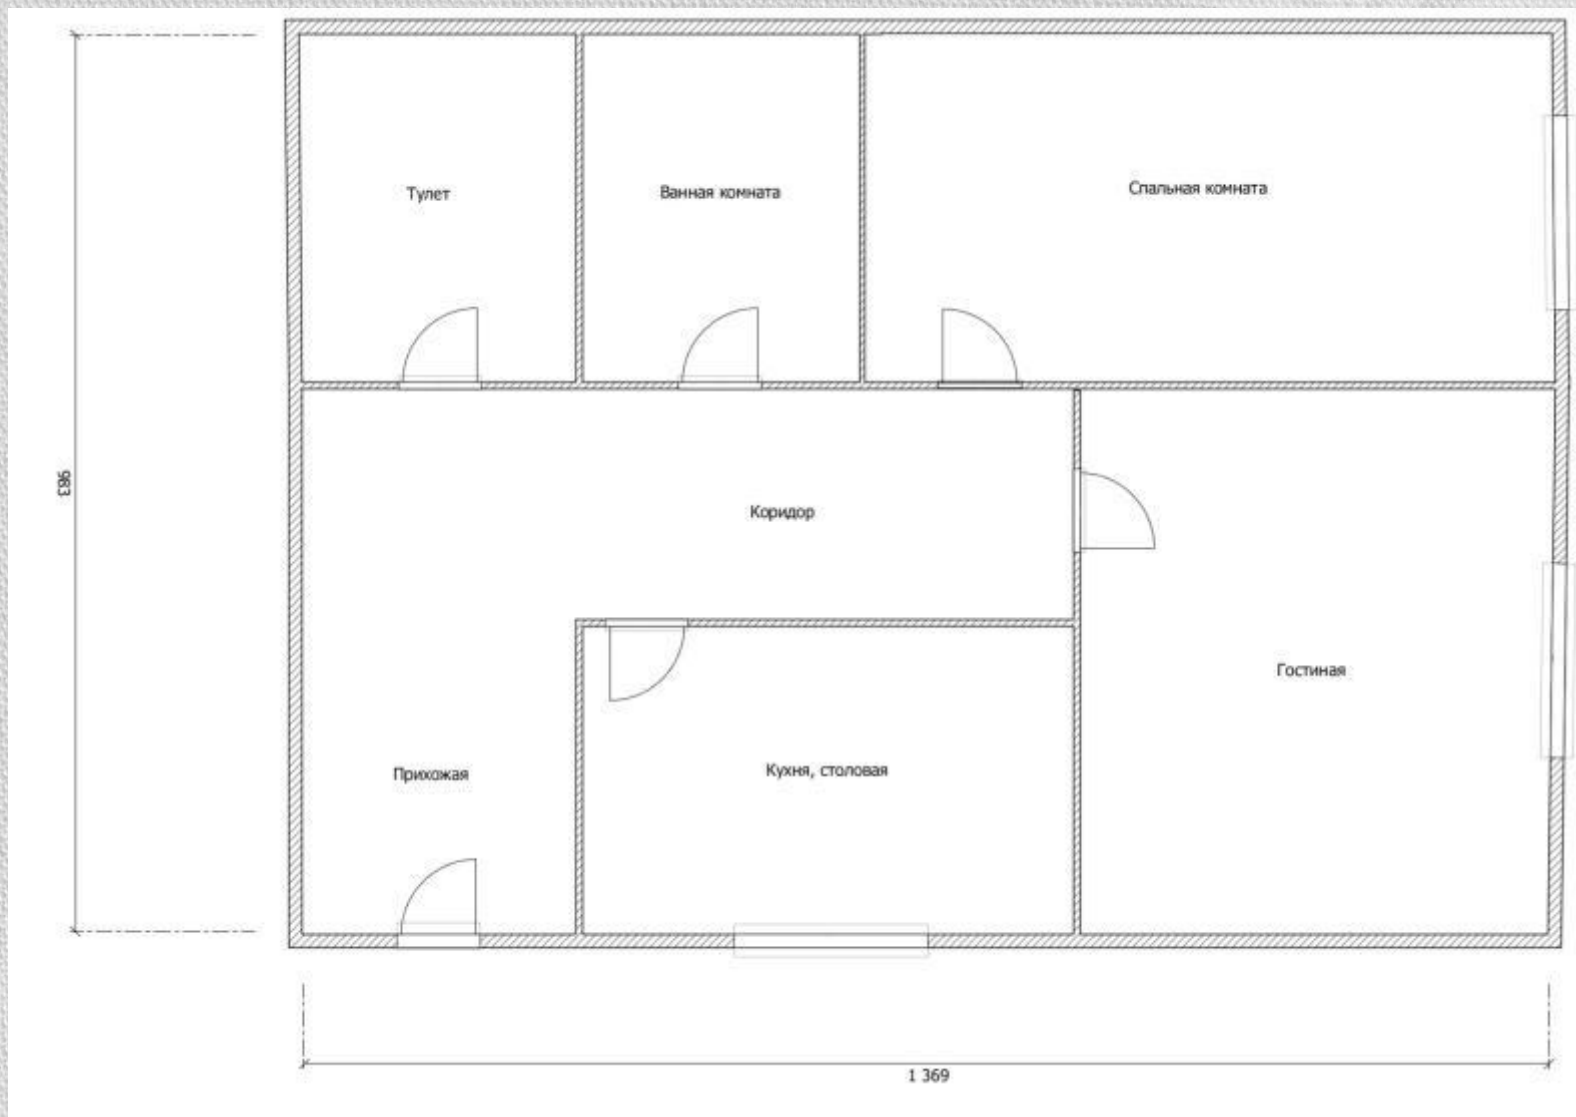 Тулет
Ванная комната
Спальная комната
983
Коридор
Гостиная
Прихожая
Кухня, столовая
1 369